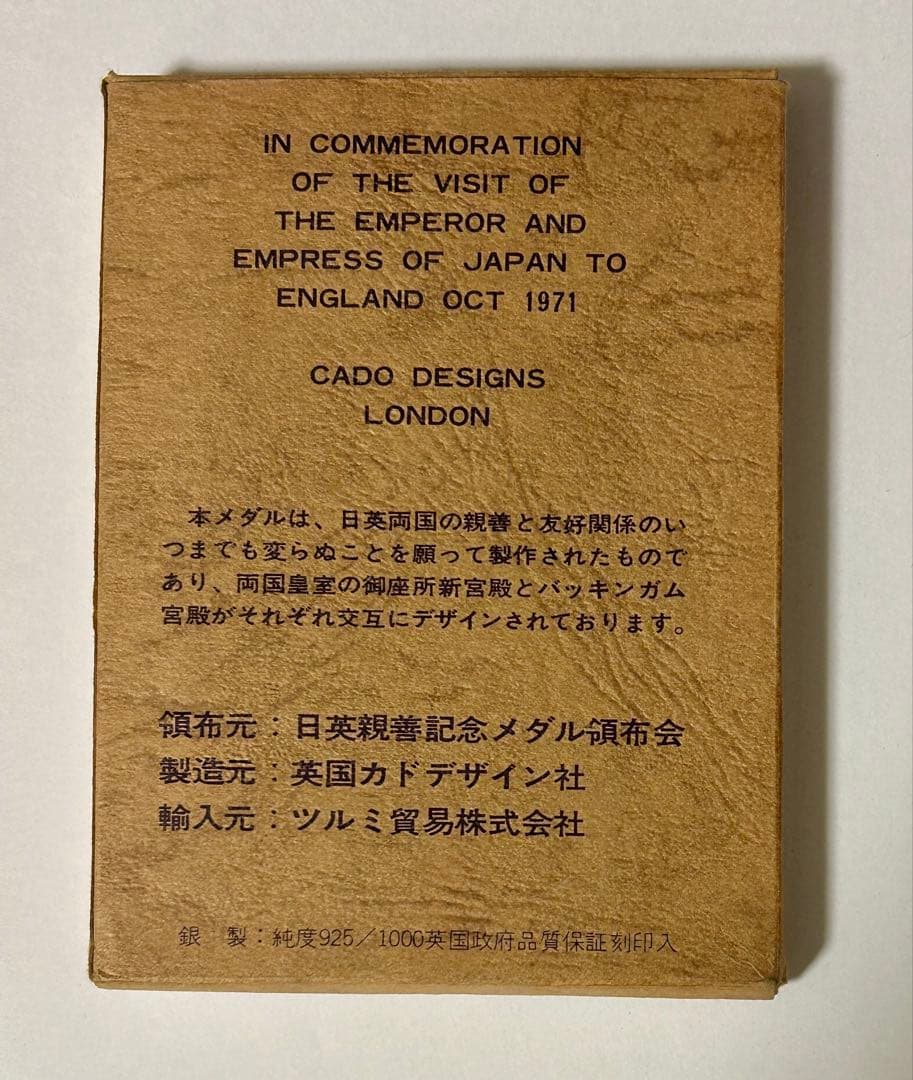 IN COMMEMORATION
OF THE VISIT OF
THE EMPEROR AND
EMPRESS OF JAPAN TO
ENGLAND OCT 1971
CADO DESIGNS
LONDON
本メダルは、日英両国の親善と友好関係のい
つまでも変らぬことを願って製作されたもので
あり、両国皇室の御座所新宮殿とバッキンガム
宮殿がそれぞれ交互にデザインされております。
領布元：日英親善記念メダル領布会
製造元：英国カドデザイン社
輸入元：ツルミ貿易株式会社
銀　製：純度925／1000英国政府品質保証刻印入